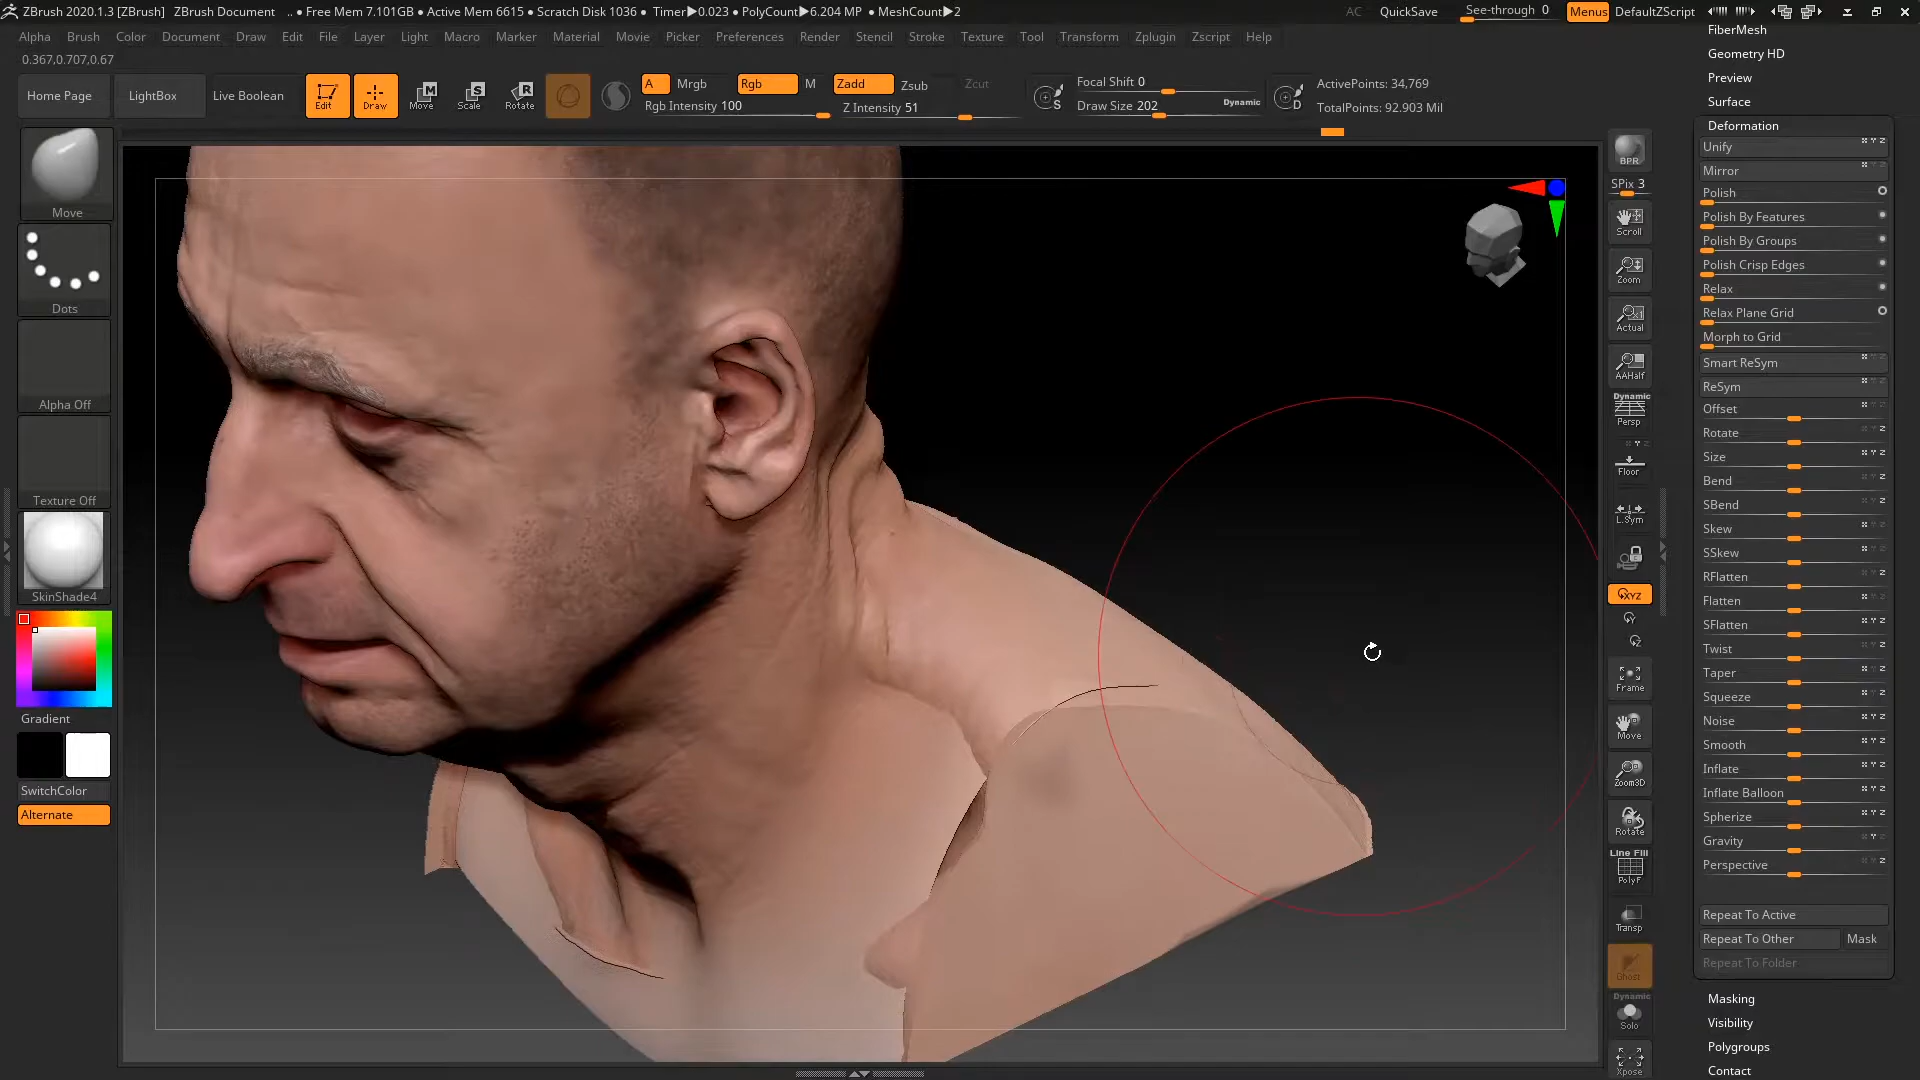 ZBrush 2020.1.3 [ZBrush] ZBrush Document .. • Free Mem 7.101GB • Active Mem 6615 • Scratch Disk 1036 • Timer▶0.023 • PolyCount▶6.204 MP • MeshCount▶2 AC QuickSave See-through 0 Menus DefaultZScript
Alpha Brush Color Document Draw Edit File Layer Light Macro Marker Material Movie Picker Preferences Render Stencil Stroke Texture Tool Transform Zplugin Zscript Help
0.367,0.707,0.67
Home Page LightBox Live Boolean
Edit Draw Move Scale Rotate
A Mrgb Rgb M Zadd Zsub Zcut
Rgb Intensity 100 Z Intensity 51
Focal Shift 0
Draw Size 202 Dynamic
S D
ActivePoints: 34,769
TotalPoints: 92.903 Mil
Move
Dots
Alpha Off
Texture Off
SkinShade4
Gradient
SwitchColor
Alternate
BPR
SPix 3
Scroll
Zoom
Actual
AAHalf
Dynamic
Persp
Floor
L.Sym
XYZ
Frame
Move
Zoom3D
Rotate
Line Fill
PolyF
Transp
Ghost
Dynamic
Solo
Xpose
FiberMesh
Geometry HD
Preview
Surface
Deformation
Unify
Mirror
Polish
Polish By Features
Polish By Groups
Polish Crisp Edges
Relax
Relax Plane Grid
Morph to Grid
Smart ReSym
ReSym
Offset
Rotate
Size
Bend
SBend
Skew
SSkew
RFlatten
Flatten
SFlatten
Twist
Taper
Squeeze
Noise
Smooth
Inflate
Inflate Balloon
Spherize
Gravity
Perspective
Repeat To Active
Repeat To Other Mask
Repeat To Folder
Masking
Visibility
Polygroups
Contact